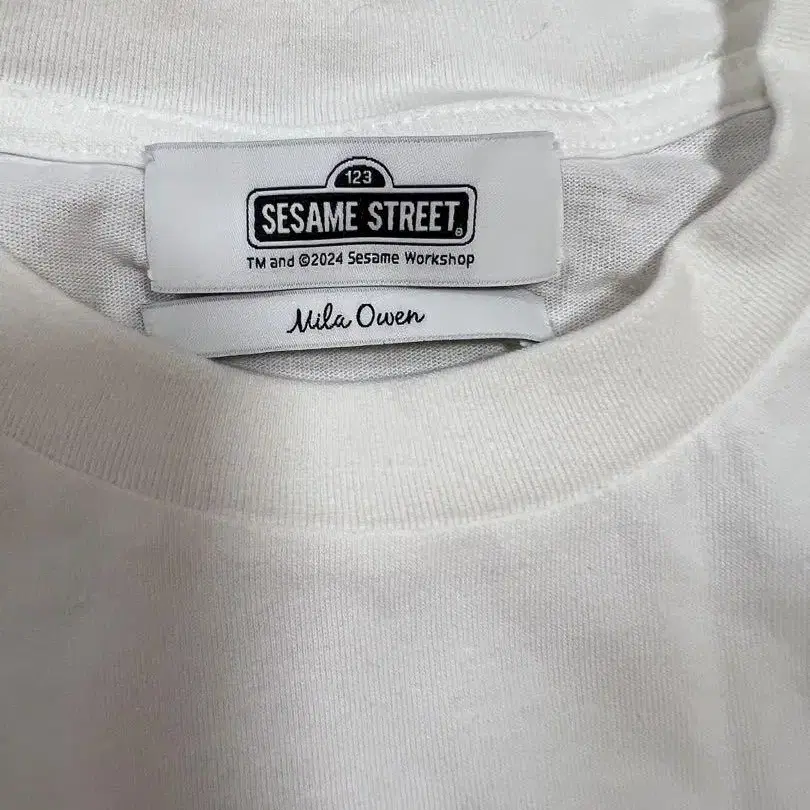 123
SESAME STREET®
TM and ©2024 Sesame Workshop
Mila Owen